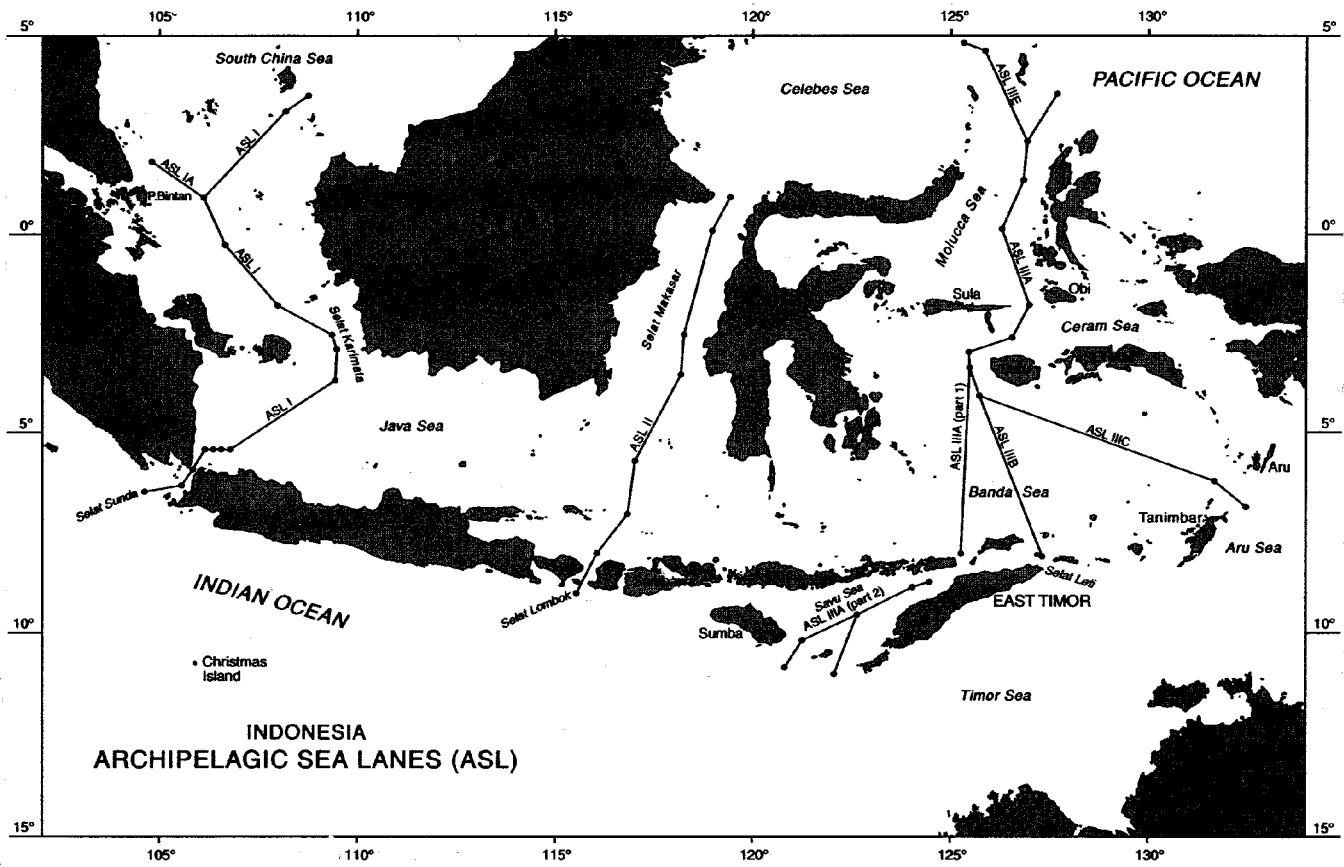 105° 110° 115° 120° 125° 130°
5° 5°
South China Sea
Celebes Sea
PACIFIC OCEAN
ASL IIIE
ASL I
ASL IA
P.Bintan
Molucca Sea
0° 0°
ASL I
ASL IIIA
Selat Makasar
Sula
Obi
Selat Karimata
Ceram Sea
ASL I
ASL IIIA (part 1)
Java Sea
ASL II
ASL IIIB
ASL IIIC
5° 5°
Aru
Selat Sunda
Banda Sea
Tanimbar
Aru Sea
INDIAN OCEAN
Selat Lombok
Savu Sea
ASL IIIA (part 2)
Selat Leti
EAST TIMOR
Sumba
10° 10°
Christmas
Island
Timor Sea
INDONESIA
ARCHIPELAGIC SEA LANES (ASL)
15° 15°
105° 110° 115° 120° 125° 130°